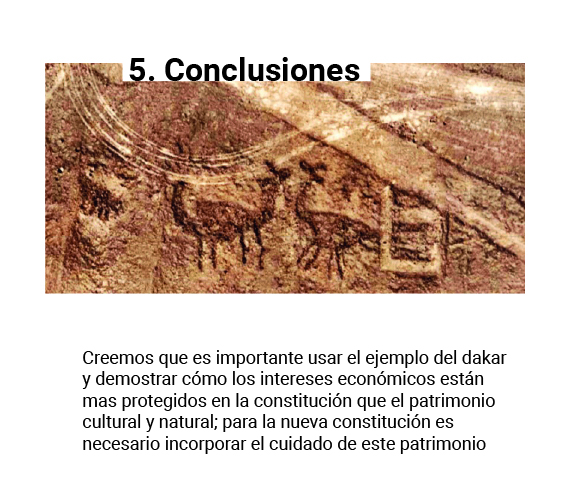 5. Conclusiones
Creemos que es importante usar el ejemplo del dakar
y demostrar cómo los intereses económicos están
mas protegidos en la constitución que el patrimonio
cultural y natural; para la nueva constitución es
necesario incorporar el cuidado de este patrimonio